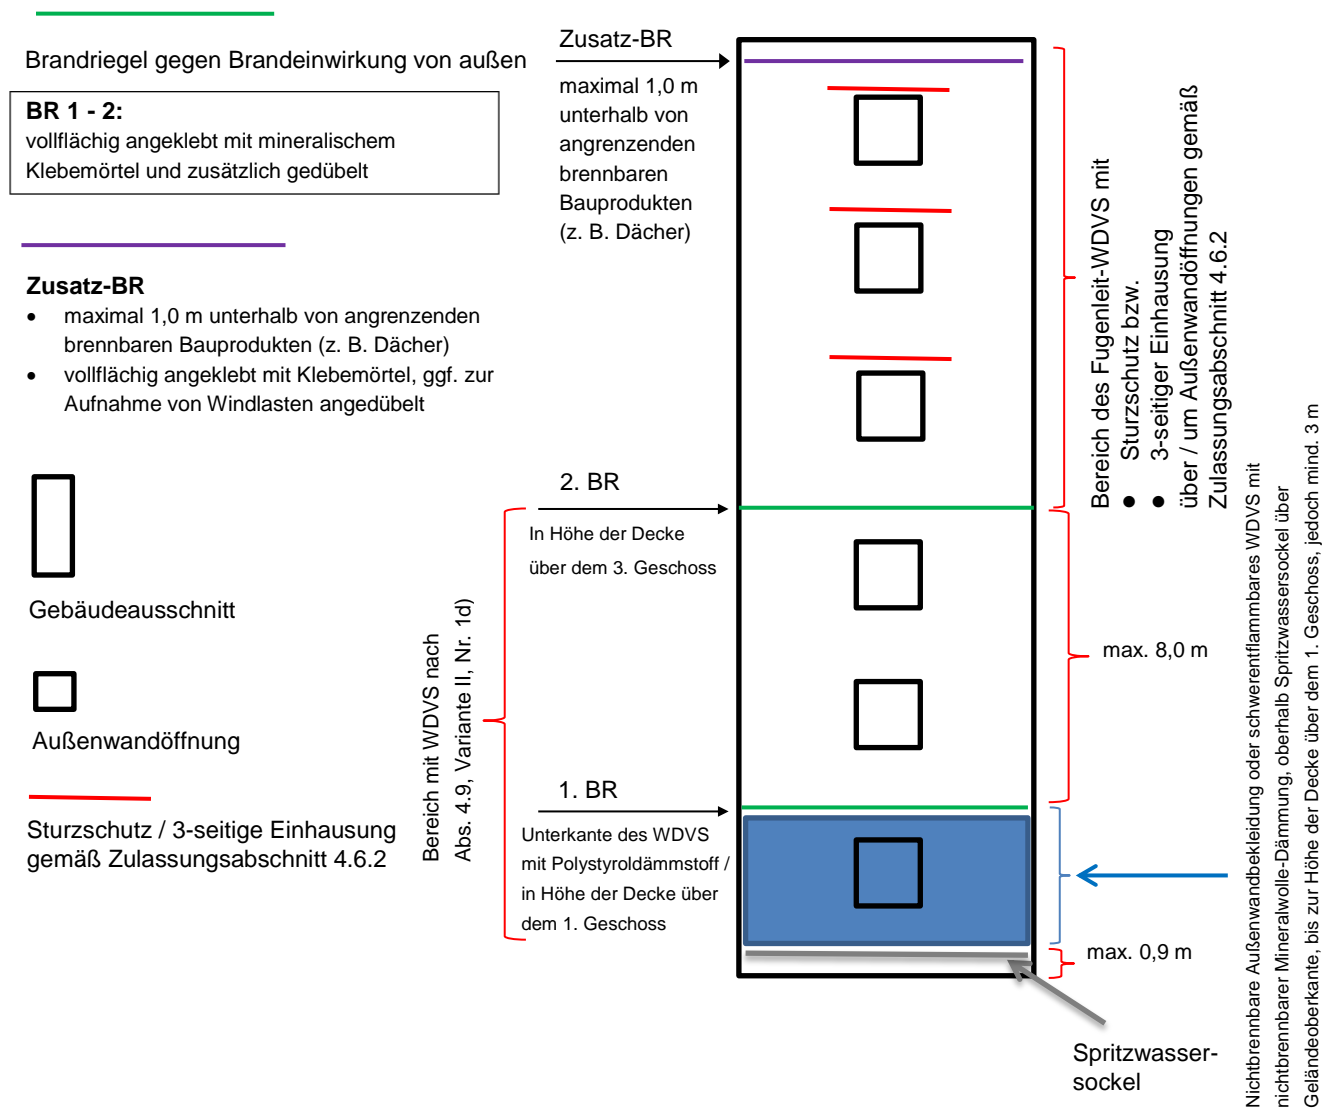 Brandriegel gegen Brandeinwirkung von außen
BR 1 - 2:
vollflächig angeklebt mit mineralischem
Klebemörtel und zusätzlich gedübelt
Zusatz-BR
• maximal 1,0 m unterhalb von angrenzenden
brennbaren Bauprodukten (z. B. Dächer)
• vollflächig angeklebt mit Klebemörtel, ggf. zur
Aufnahme von Windlasten angedübelt
Gebäudeausschnitt
Außenwandöffnung
Sturzschutz / 3-seitige Einhausung
gemäß Zulassungsabschnitt 4.6.2
Bereich mit WDVS nach
Abs. 4.9, Variante II, Nr. 1d)
Zusatz-BR
maximal 1,0 m
unterhalb von
angrenzenden
brennbaren
Bauprodukten
(z. B. Dächer)
2. BR
In Höhe der Decke
über dem 3. Geschoss
1. BR
Unterkante des WDVS
mit Polystyroldämmstoff /
in Höhe der Decke über
dem 1. Geschoss
Bereich des Fugenleit-WDVS mit
● Sturzschutz bzw.
● 3-seitiger Einhausung
über / um Außenwandöffnungen gemäß
Zulassungsabschnitt 4.6.2
max. 8,0 m
max. 0,9 m
Spritzwasser-
sockel
Nichtbrennbare Außenwandbekleidung oder schwerentflammbares WDVS mit
nichtbrennbarer Mineralwolle-Dämmung, oberhalb Spritzwassersockel über
Geländeoberkante, bis zur Höhe der Decke über dem 1. Geschoss, jedoch mind. 3 m